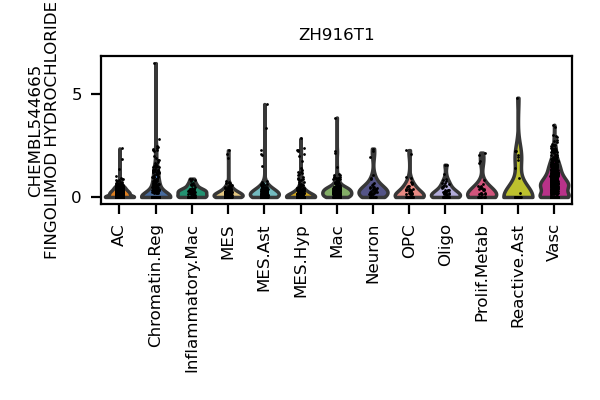 ZH916T1
CHEMBL544665
FINGOLIMOD HYDROCHLORIDE
5
0
AC
Chromatin.Reg
Inflammatory.Mac
MES
MES.Ast
MES.Hyp
Mac
Neuron
OPC
Oligo
Prolif.Metab
Reactive.Ast
Vasc